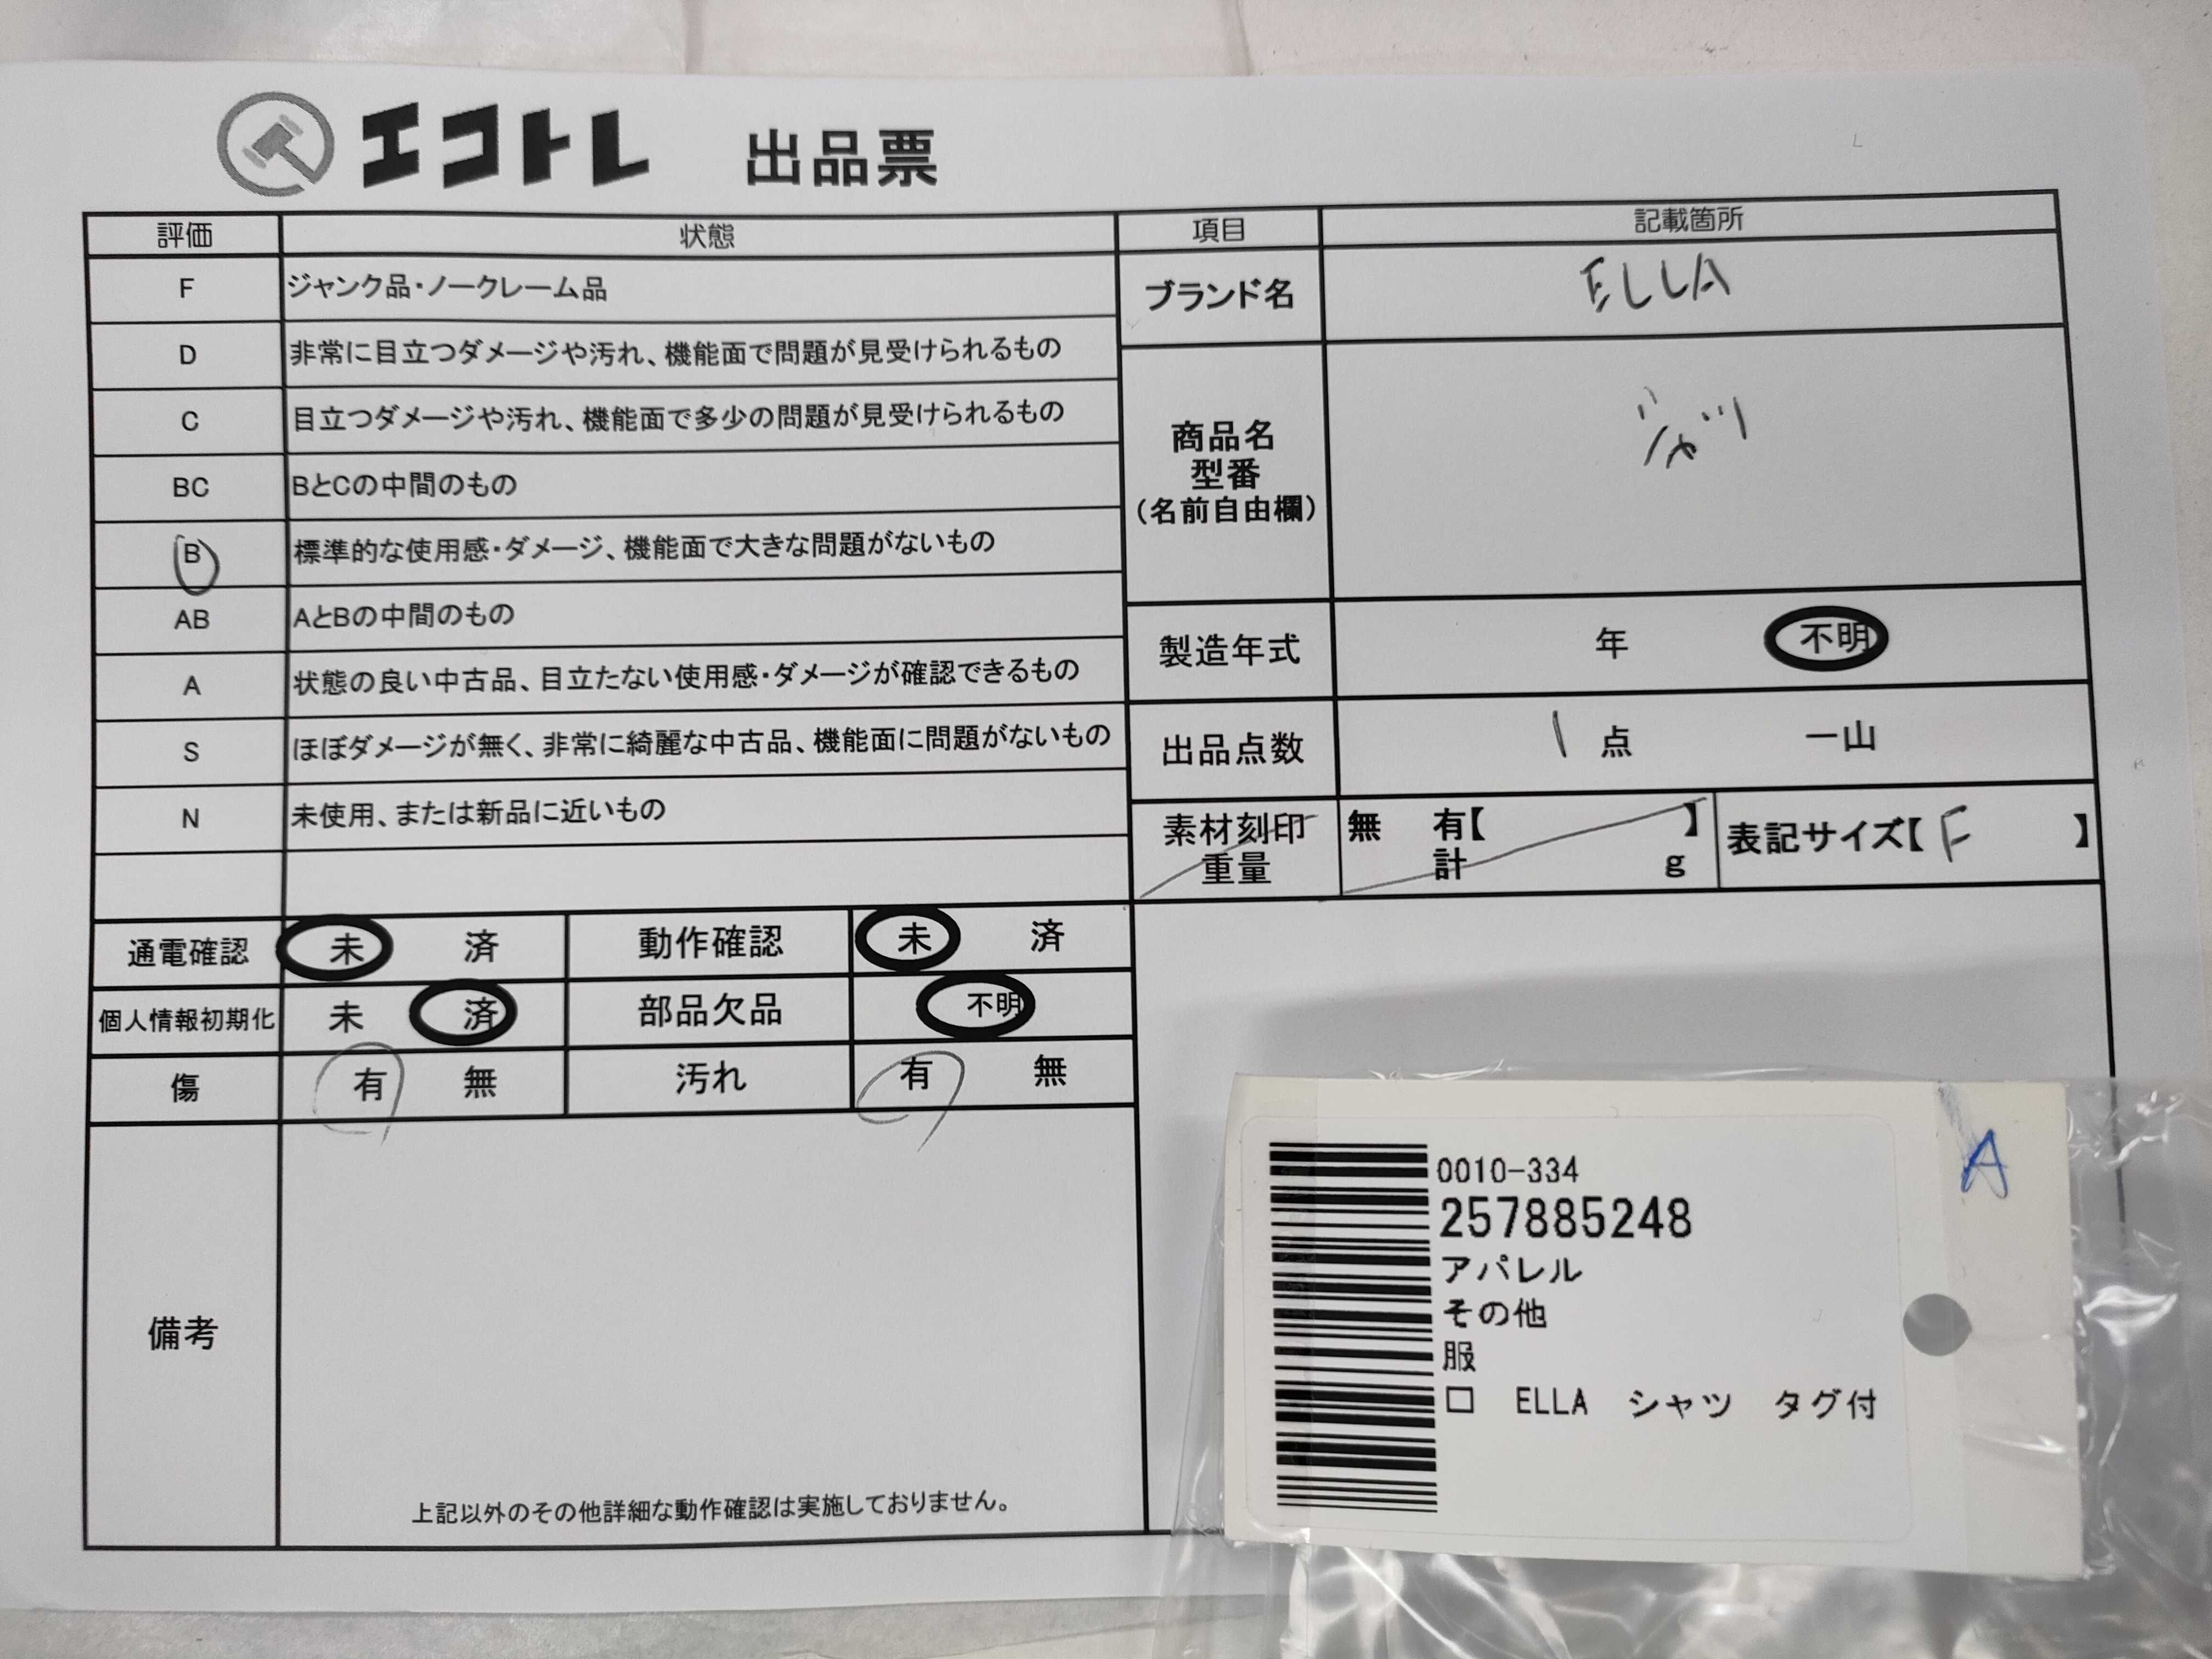 エコトレ 出品票
評価 状態
F ジャンク品・ノークレーム品
D 非常に目立つダメージや汚れ、機能面で問題が見受けられるもの
C 目立つダメージや汚れ、機能面で多少の問題が見受けられるもの
BC BとCの中間のもの
B 標準的な使用感・ダメージ、機能面で大きな問題がないもの
AB AとBの中間のもの
A 状態の良い中古品、目立たない使用感・ダメージが確認できるもの
S ほぼダメージが無く、非常に綺麗な中古品、機能面に問題がないもの
N 未使用、または新品に近いもの
通電確認 未 済 動作確認 未 済
個人情報初期化 未 済 部品欠品 不明
傷 有 無 汚れ 有 無
備考
上記以外のその他詳細な動作確認は実施しておりません。
項目 記載箇所
ブランド名 ELLA
商品名
型番
(名前自由欄)
シャツ
製造年式 年 不明
出品点数 1 点 一山
素材刻印 無 有【 】
重量 計 g
表記サイズ【 F 】
0010-334
257885248
アパレル
その他
服
口 ELLA シャツ タグ付
A